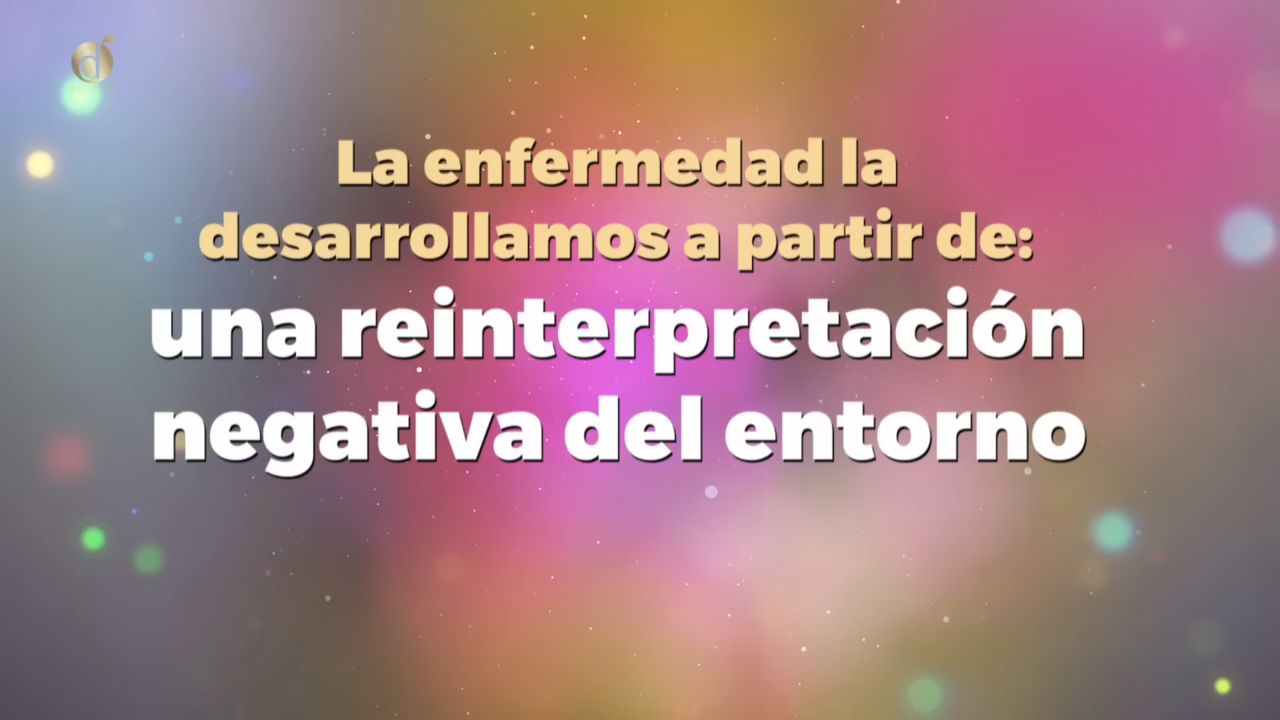 La enfermedad la
desarrollamos a partir de:
una reinterpretación
negativa del entorno